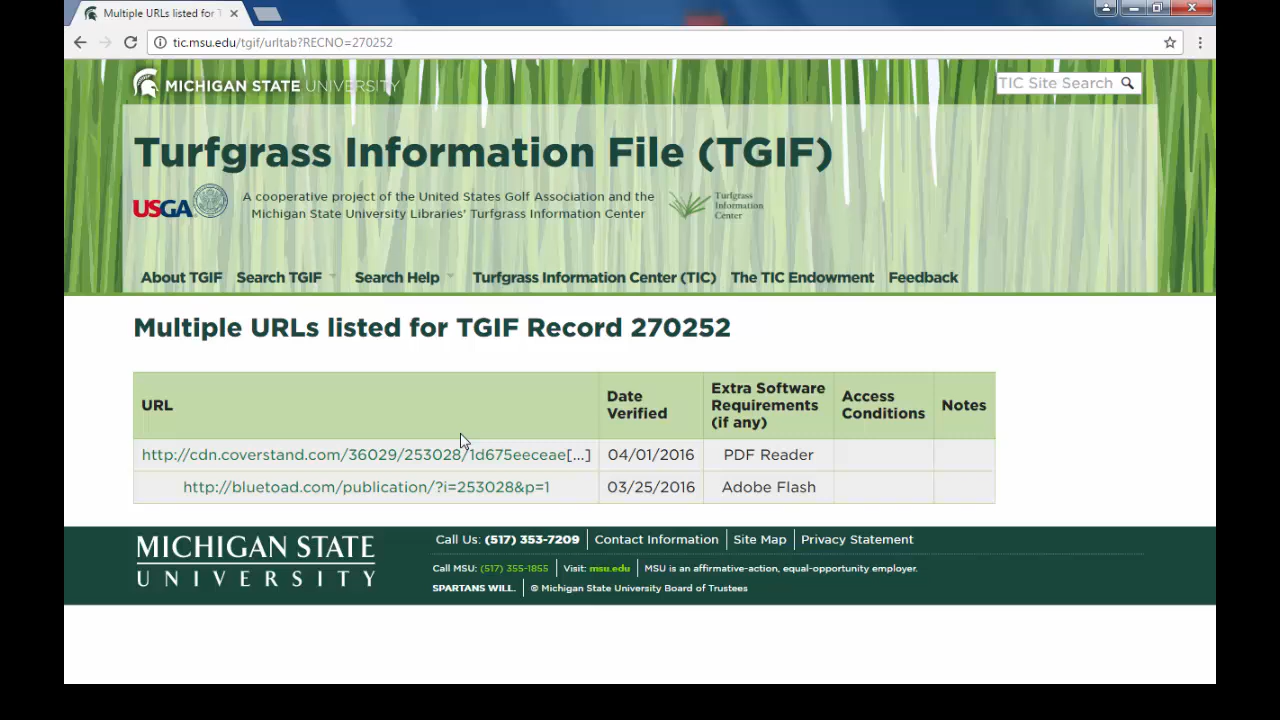 Multiple URLs listed for T
tic.msu.edu/tgif/urltab?RECNO=270252
MICHIGAN STATE UNIVERSITY
TIC Site Search
Turfgrass Information File (TGIF)
USGA
A cooperative project of the United States Golf Association and the
Michigan State University Libraries' Turfgrass Information Center
Turfgrass
Information
Center
About TGIF Search TGIF Search Help Turfgrass Information Center (TIC) The TIC Endowment Feedback
Multiple URLs listed for TGIF Record 270252
URL Date Verified Extra Software Requirements (if any) Access Conditions Notes
http://cdn.coverstand.com/36029/253028/1d675eeceae[...] 04/01/2016 PDF Reader
http://bluetoad.com/publication/?i=253028&p=1 03/25/2016 Adobe Flash
MICHIGAN STATE
UNIVERSITY
Call Us: (517) 353-7209 Contact Information Site Map Privacy Statement
Call MSU: (517) 355-1855 Visit: msu.edu MSU is an affirmative-action, equal-opportunity employer.
SPARTANS WILL. © Michigan State University Board of Trustees